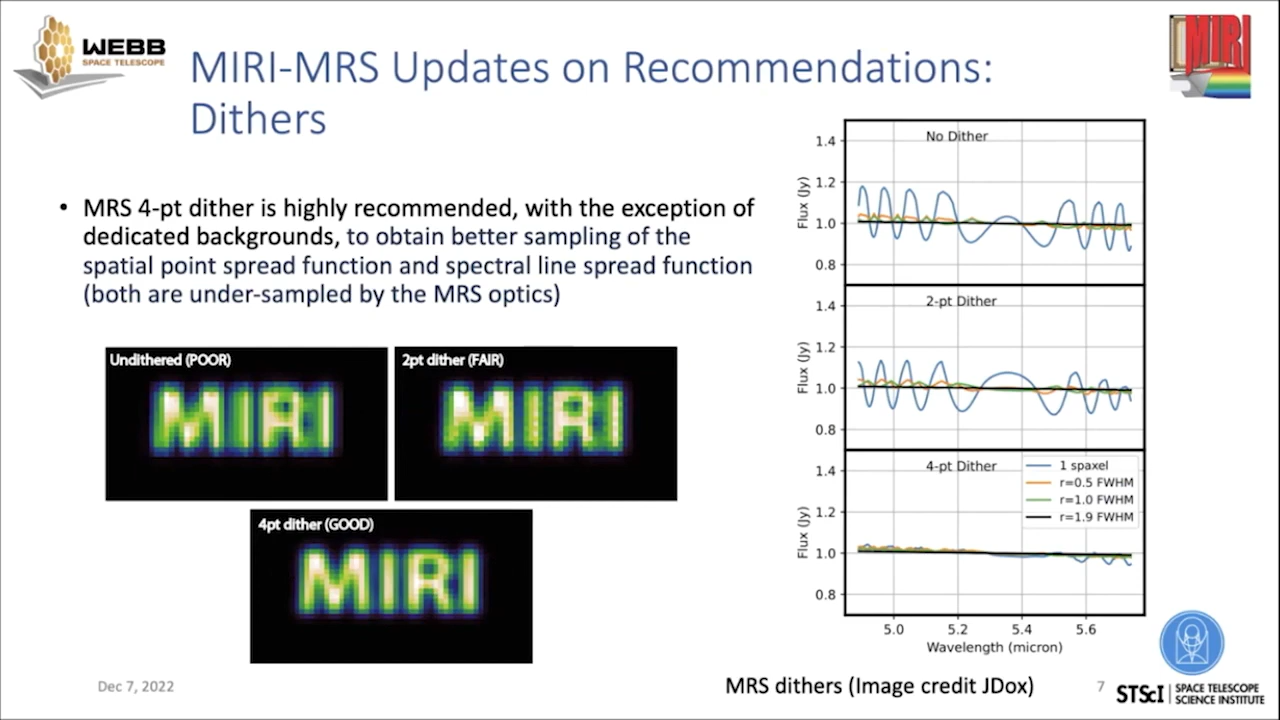 WEBB
SPACE TELESCOPE
MIRI-MRS Updates on Recommendations:
Dithers
MIRI
• MRS 4-pt dither is highly recommended, with the exception of
dedicated backgrounds, to obtain better sampling of the
spatial point spread function and spectral line spread function
(both are under-sampled by the MRS optics)
Undithered (POOR)
MIRI
2pt dither (FAIR)
MIRI
4pt dither (GOOD)
MIRI
No Dither
1.4
1.2
1.0
0.8
Flux (Jy)
2-pt Dither
1.4
1.2
1.0
0.8
Flux (Jy)
4-pt Dither
1.4
1.2
1.0
0.8
Flux (Jy)
1 spaxel
r=0.5 FWHM
r=1.0 FWHM
r=1.9 FWHM
5.0 5.2 5.4 5.6
Wavelength (micron)
Dec 7, 2022
MRS dithers (Image credit JDox)
7
STScI | SPACE TELESCOPE
SCIENCE INSTITUTE